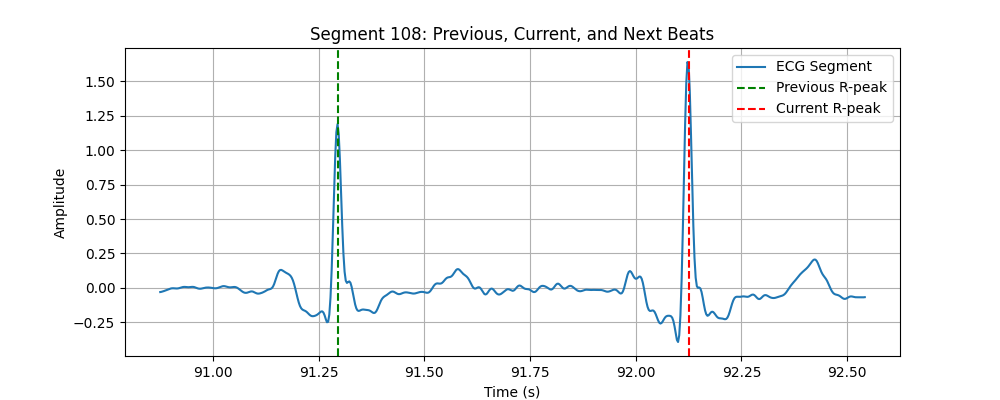 Segment 108: Previous, Current, and Next Beats
ECG Segment
Previous R-peak
Current R-peak
Amplitude
1.50
1.25
1.00
0.75
0.50
0.25
0.00
−0.25
91.00 91.25 91.50 91.75 92.00 92.25 92.50
Time (s)